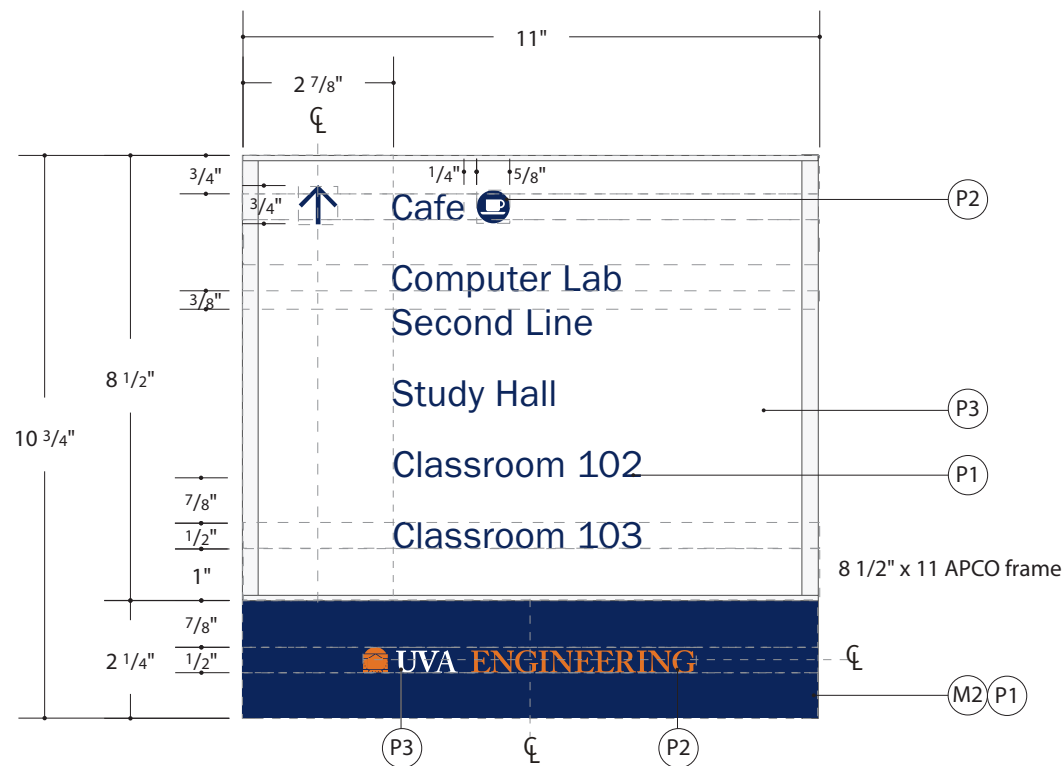 11"
2 7/8"
℄
3/4"
1/4"
5/8"
3/4"
Cafe
P2
Computer Lab
3/8"
Second Line
8 1/2"
Study Hall
P3
10 3/4"
Classroom 102
P1
7/8"
1/2"
Classroom 103
1"
8 1/2" x 11 APCO frame
7/8"
2 1/4"
1/2"
UVA ENGINEERING
℄
M2 P1
P3
℄
P2